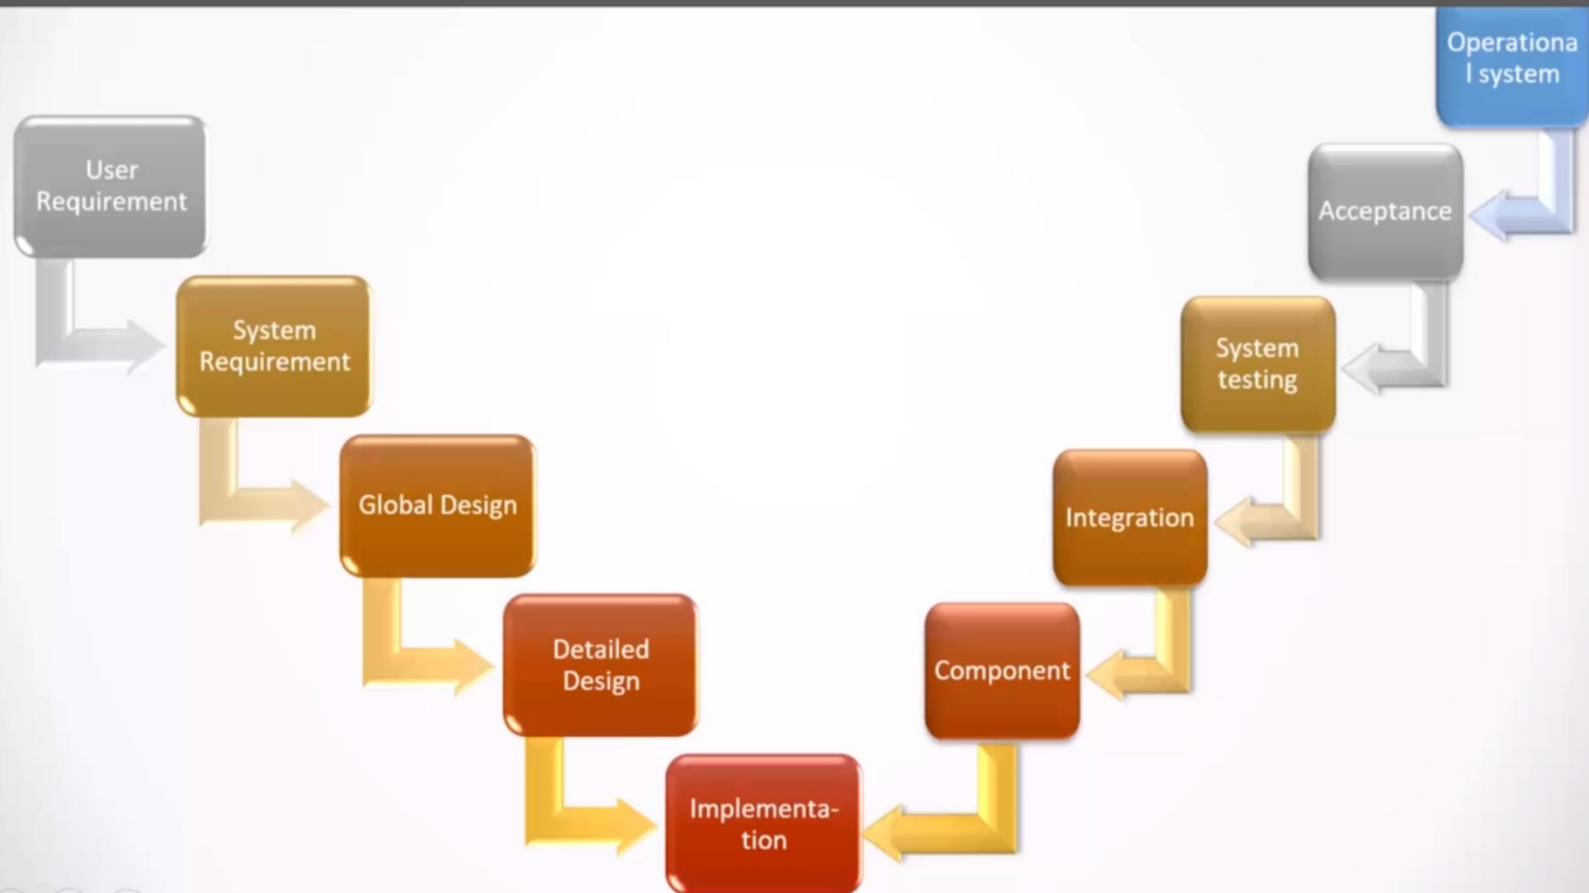 Operationa
l system
User
Requirement
Acceptance
System
Requirement
System
testing
Global Design
Integration
Detailed
Design
Component
Implementa-
tion